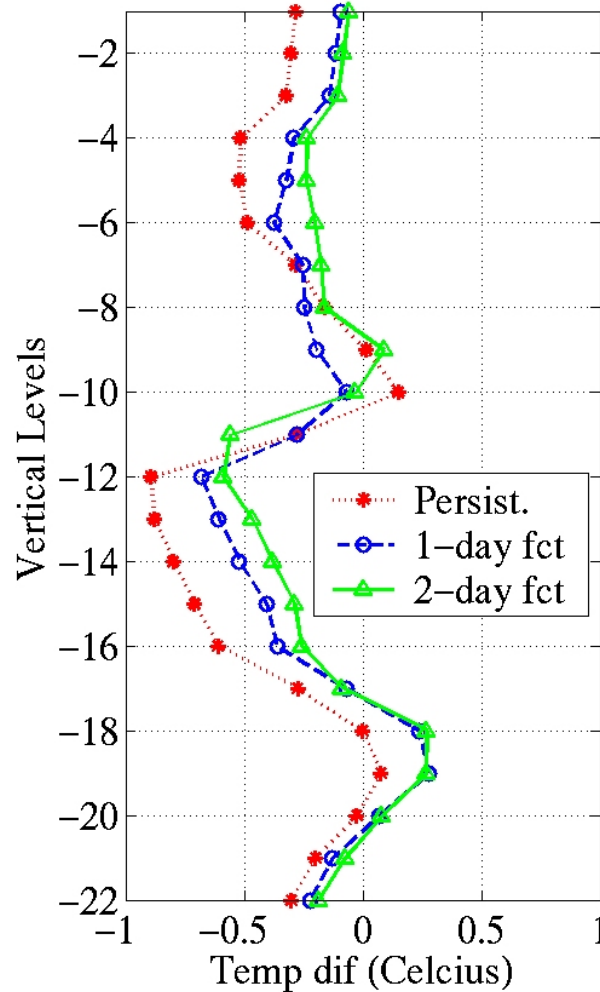 −2
−4
−6
−8
−10
−12
−14
−16
−18
−20
−22
Vertical Levels
Persist.
1−day fct
2−day fct
−1 −0.5 0 0.5 1
Temp dif (Celcius)